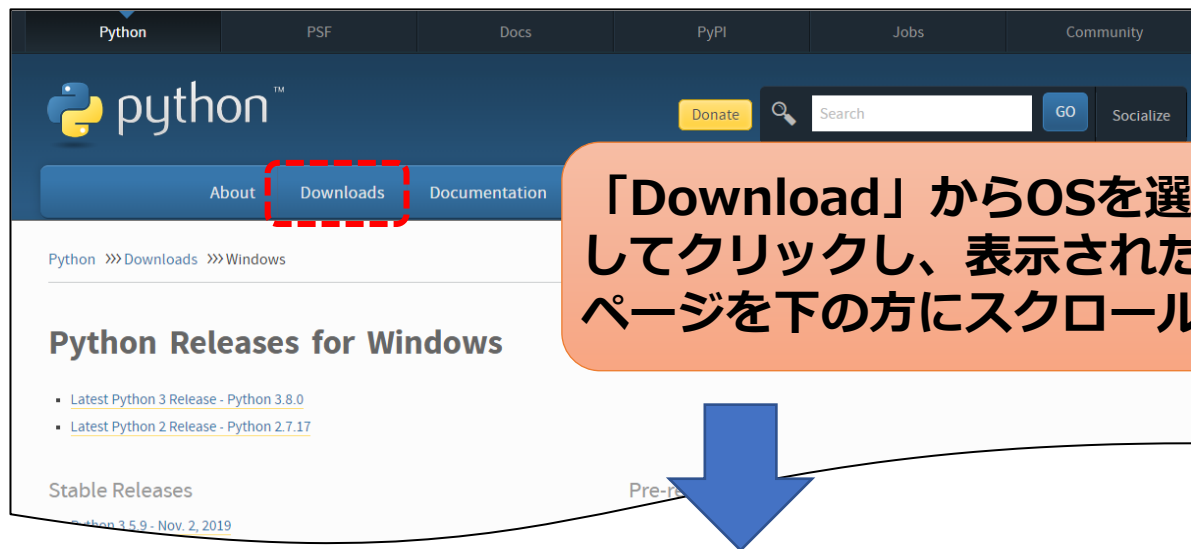 Python PSF Docs PyPI Jobs Community
python™
Donate Search GO Socialize
About Downloads Documentation
「Download」からOSを選
してクリックし、表示された
ページを下の方にスクロール
Python >>> Downloads >>> Windows
Python Releases for Windows
Latest Python 3 Release - Python 3.8.0
Latest Python 2 Release - Python 2.7.17
Stable Releases
Pre-re
Python 3.5.9 - Nov. 2, 2019